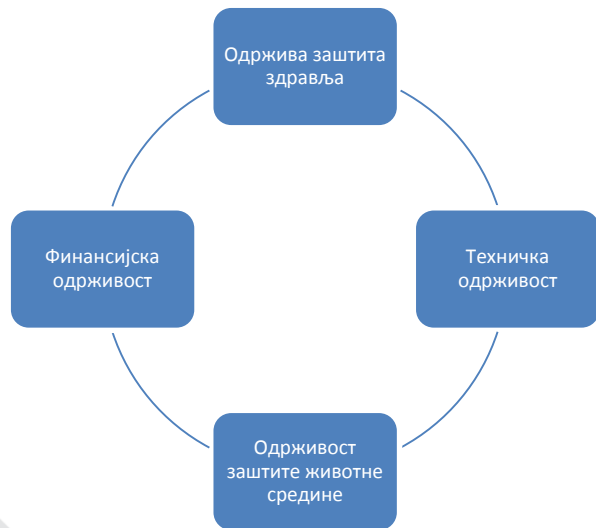 Одржива заштита
здравља
Финансијска
одрживост
Техничка
одрживост
Одрживост
заштите животне
средине